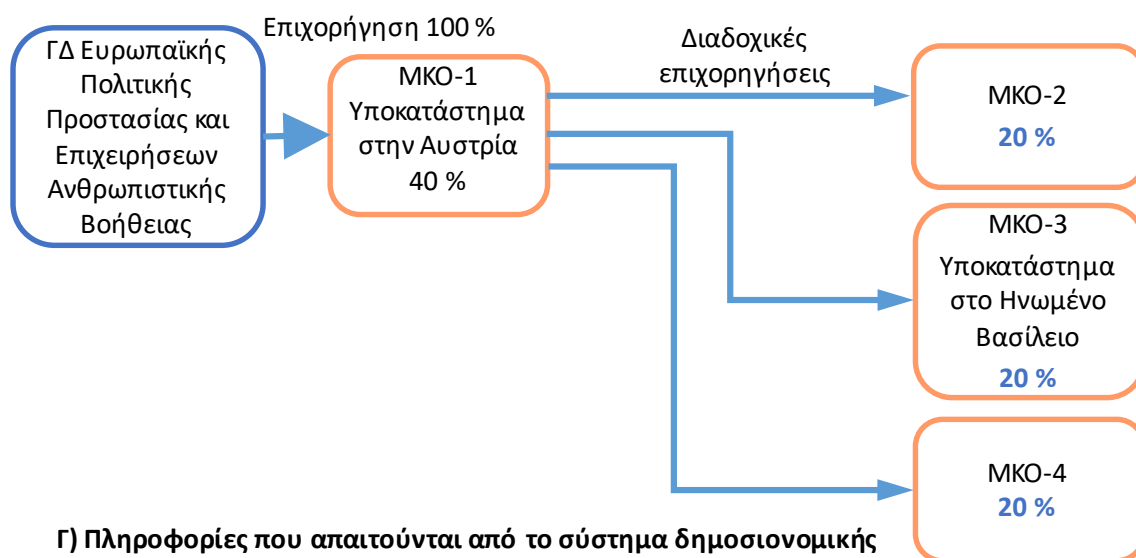 ΓΔ Ευρωπαϊκής
Πολιτικής
Προστασίας και
Επιχειρήσεων
Ανθρωπιστικής
Βοήθειας
Επιχορήγηση 100 %
ΜΚΟ-1
Υποκατάστημα
στην Αυστρία
40 %
Διαδοχικές
επιχορηγήσεις
ΜΚΟ-2
20 %
ΜΚΟ-3
Υποκατάστημα
στο Ηνωμένο
Βασίλειο
20 %
ΜΚΟ-4
20 %
Γ) Πληροφορίες που απαιτούνται από το σύστημα δημοσιονομικής